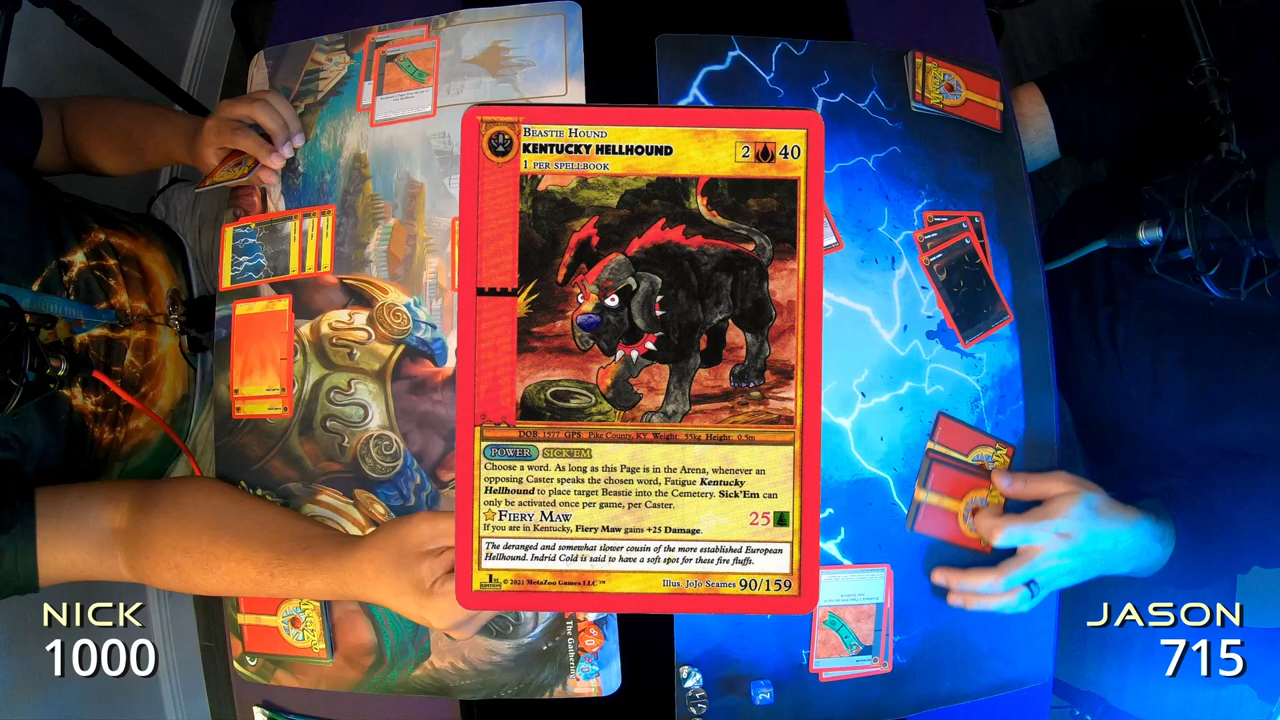 BEASTIE HOUND
KENTUCKY HELLHOUND
2 40
1 PER SPELLBOOK
DOB: 1577 GPS: Pike County, KY Weight: 55kg Height: 0.5m
POWER SICK'EM
Choose a word. As long as this Page is in the Arena, whenever an
opposing Caster speaks the chosen word, Fatigue Kentucky
Hellhound to place target Beastie into the Cemetery. Sick'Em can
only be activated once per game, per Caster.
FIERY MAW 25
If you are in Kentucky, Fiery Maw gains +25 Damage.
The deranged and somewhat slower cousin of the more established European
Hellhound. Indrid Cold is said to have a soft spot for these fire fluffs.
1ST EDITION © 2021 MetaZoo Games LLC™ Illus. JoJo Seames 90/159
NICK
1000
JASON
715
The Gathering